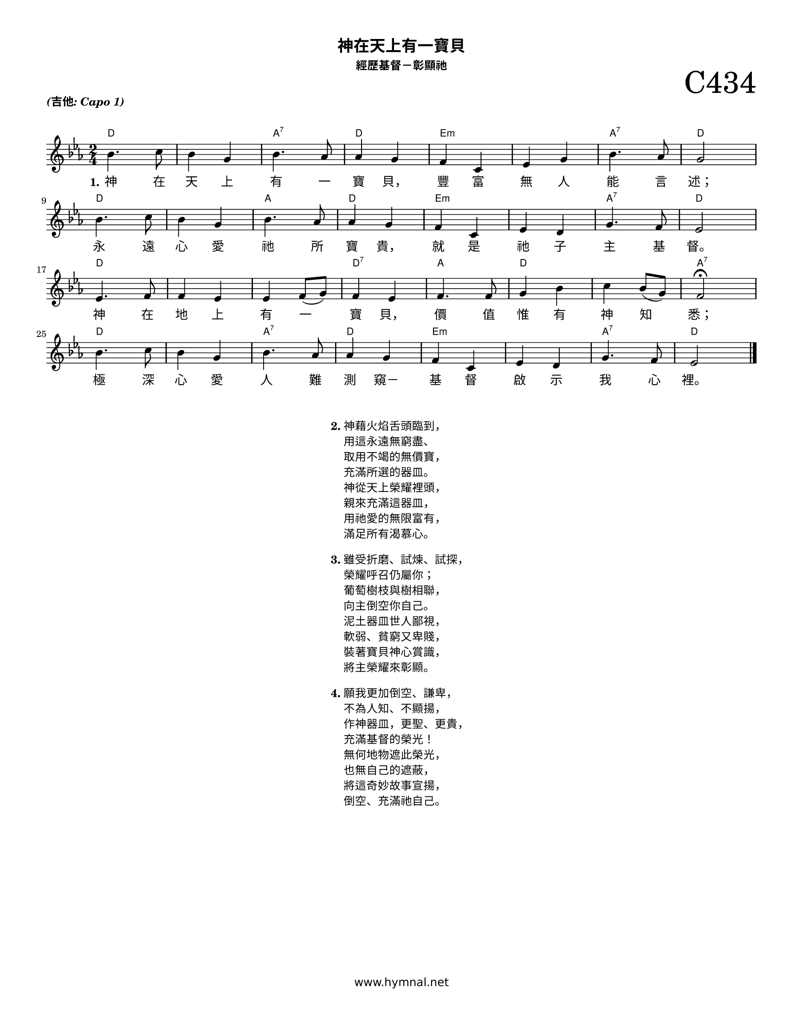 神在天上有一寶貝
經歷基督－彰顯祂
C434
(吉他: Capo 1)
D A7 D Em A7 D
2/4
1. 神 在 天 上 有 一 寶 貝， 豐 富 無 人 能 言 述；
9
D A D Em A7 D
永 遠 心 愛 祂 所 寶 貴， 就 是 祂 子 主 基 督。
17
D D7 A D A7
神 在 地 上 有 一 寶 貝， 價 值 惟 有 神 知 悉；
25
D A7 D Em A7 D
極 深 心 愛 人 難 測 窺－ 基 督 啟 示 我 心 裡。
2. 神藉火焰舌頭臨到，
用這永遠無窮盡、
取用不竭的無價寶，
充滿所選的器皿。
神從天上榮耀裡頭，
親來充滿這器皿，
用祂愛的無限富有，
滿足所有渴慕心。
3. 雖受折磨、試煉、試探，
榮耀呼召仍屬你；
葡萄樹枝與樹相聯，
向主倒空你自己。
泥土器皿世人鄙視，
軟弱、貧窮又卑賤，
裝著寶貝神心賞識，
將主榮耀來彰顯。
4. 願我更加倒空、謙卑，
不為人知、不顯揚，
作神器皿，更聖、更貴，
充滿基督的榮光！
無何地物遮此榮光，
也無自己的遮蔽，
將這奇妙故事宣揚，
倒空、充滿祂自己。
www.hymnal.net